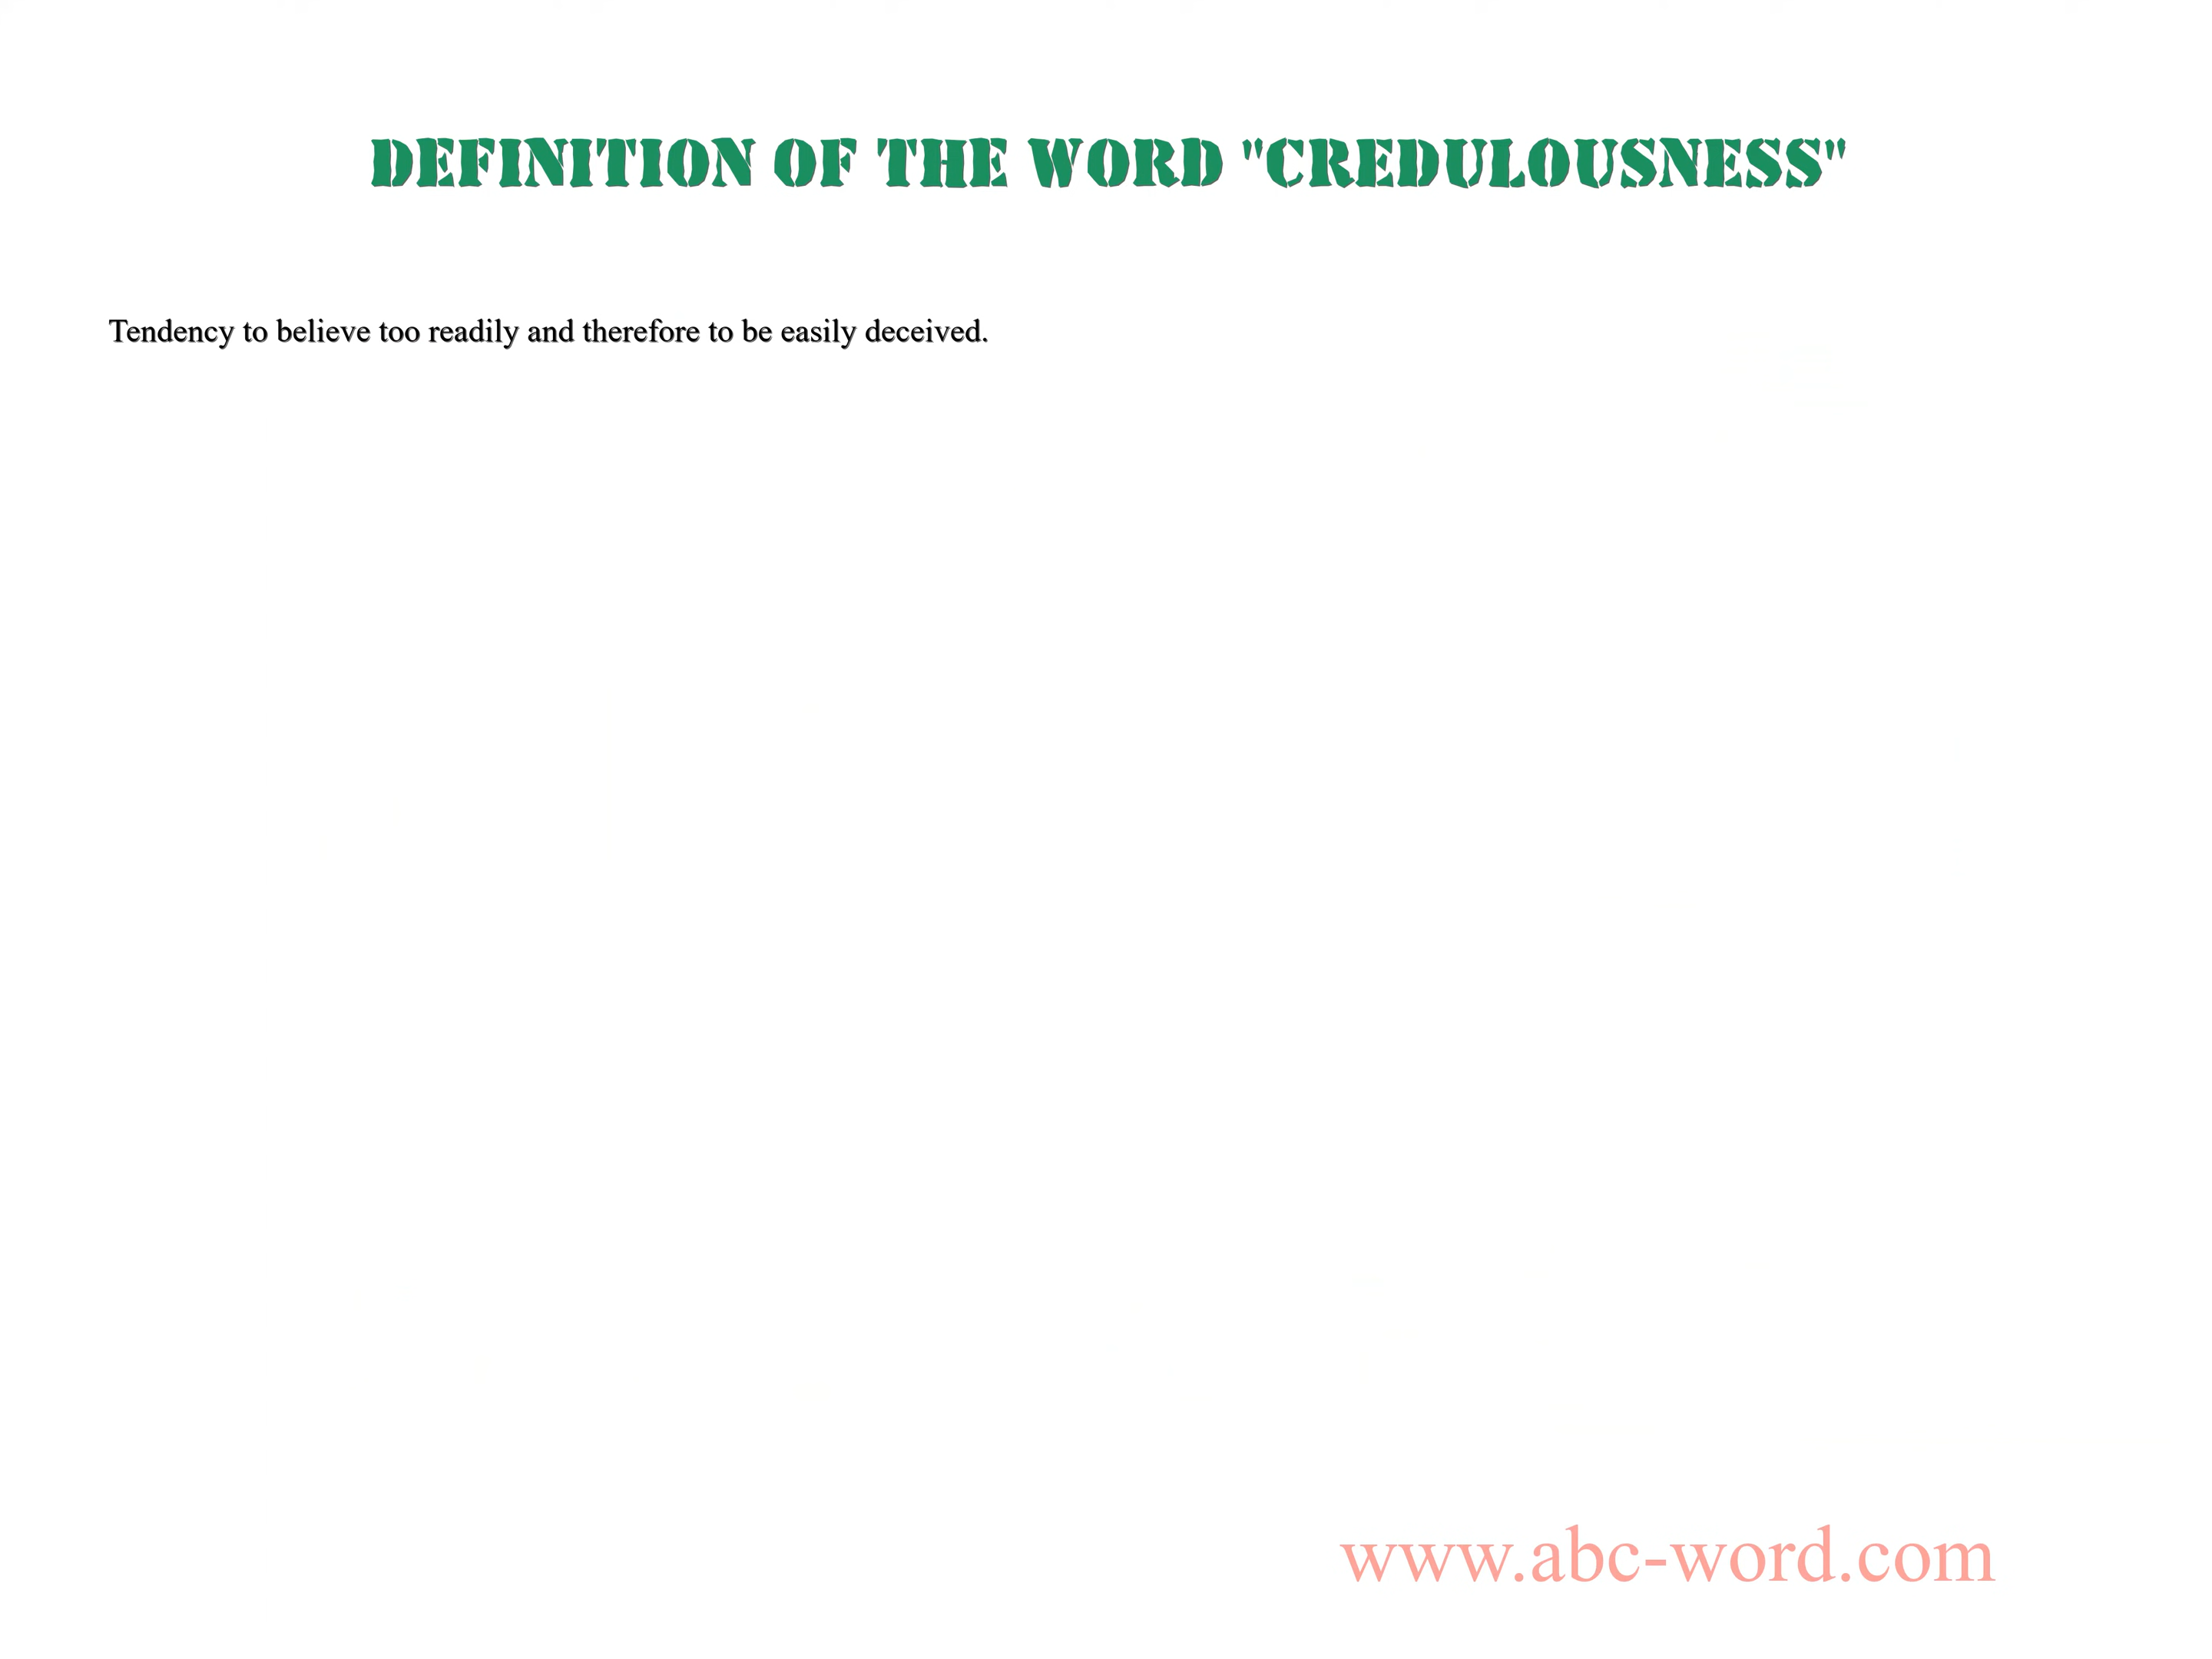 DEFINITION OF THE WORD "CREDULOUSNESS"
Tendency to believe too readily and therefore to be easily deceived.
www.abc-word.com